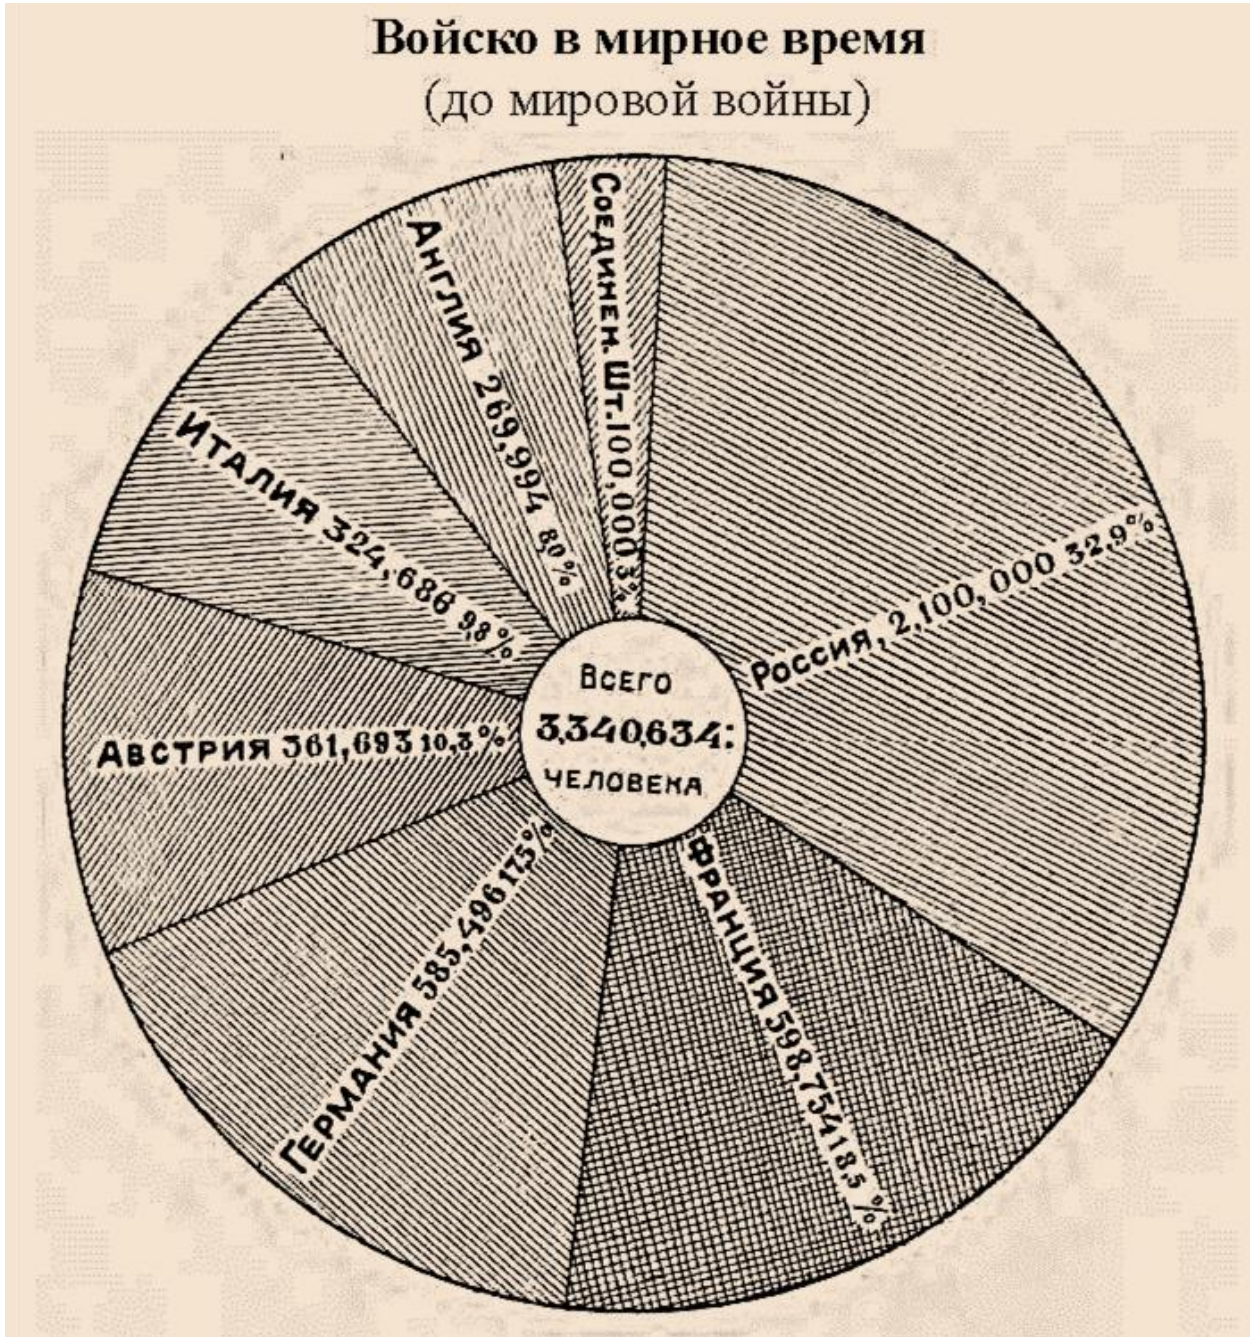 Войско в мирное время
(до мировой войны)
Соединен. Шт. 100,000 3%
Россия, 2,100,000 32,9%
Англия 269,994 8,0%
Италия 324,686 9,8%
Австрия 361,693 10,3%
Германия 585,496 17,5%
Франция 598,754 18,5%
Всего
3,340,634:
человека